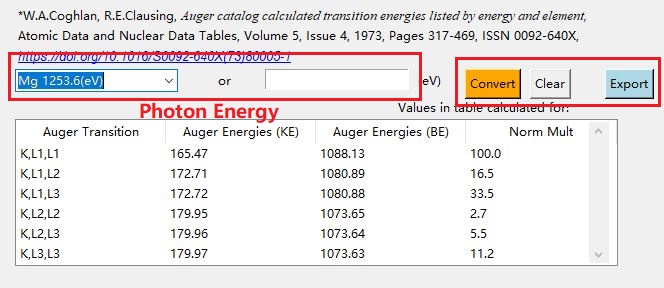 *W.A.Coghlan, R.E.Clausing, Auger catalog calculated transition energies listed by energy and element,
Atomic Data and Nuclear Data Tables, Volume 5, Issue 4, 1973, Pages 317-469, ISSN 0092-640X,
https://doi.org/10.1016/S0092-640X(73)80005-1
Mg 1253.6(eV) or eV) Convert Clear Export
Photon Energy Values in table calculated for:
Auger Transition Auger Energies (KE) Auger Energies (BE) Norm Mult
K,L1,L1 165.47 1088.13 100.0
K,L1,L2 172.71 1080.89 16.5
K,L1,L3 172.72 1080.88 33.5
K,L2,L2 179.95 1073.65 2.7
K,L2,L3 179.96 1073.64 5.5
K,L3,L3 179.97 1073.63 11.2